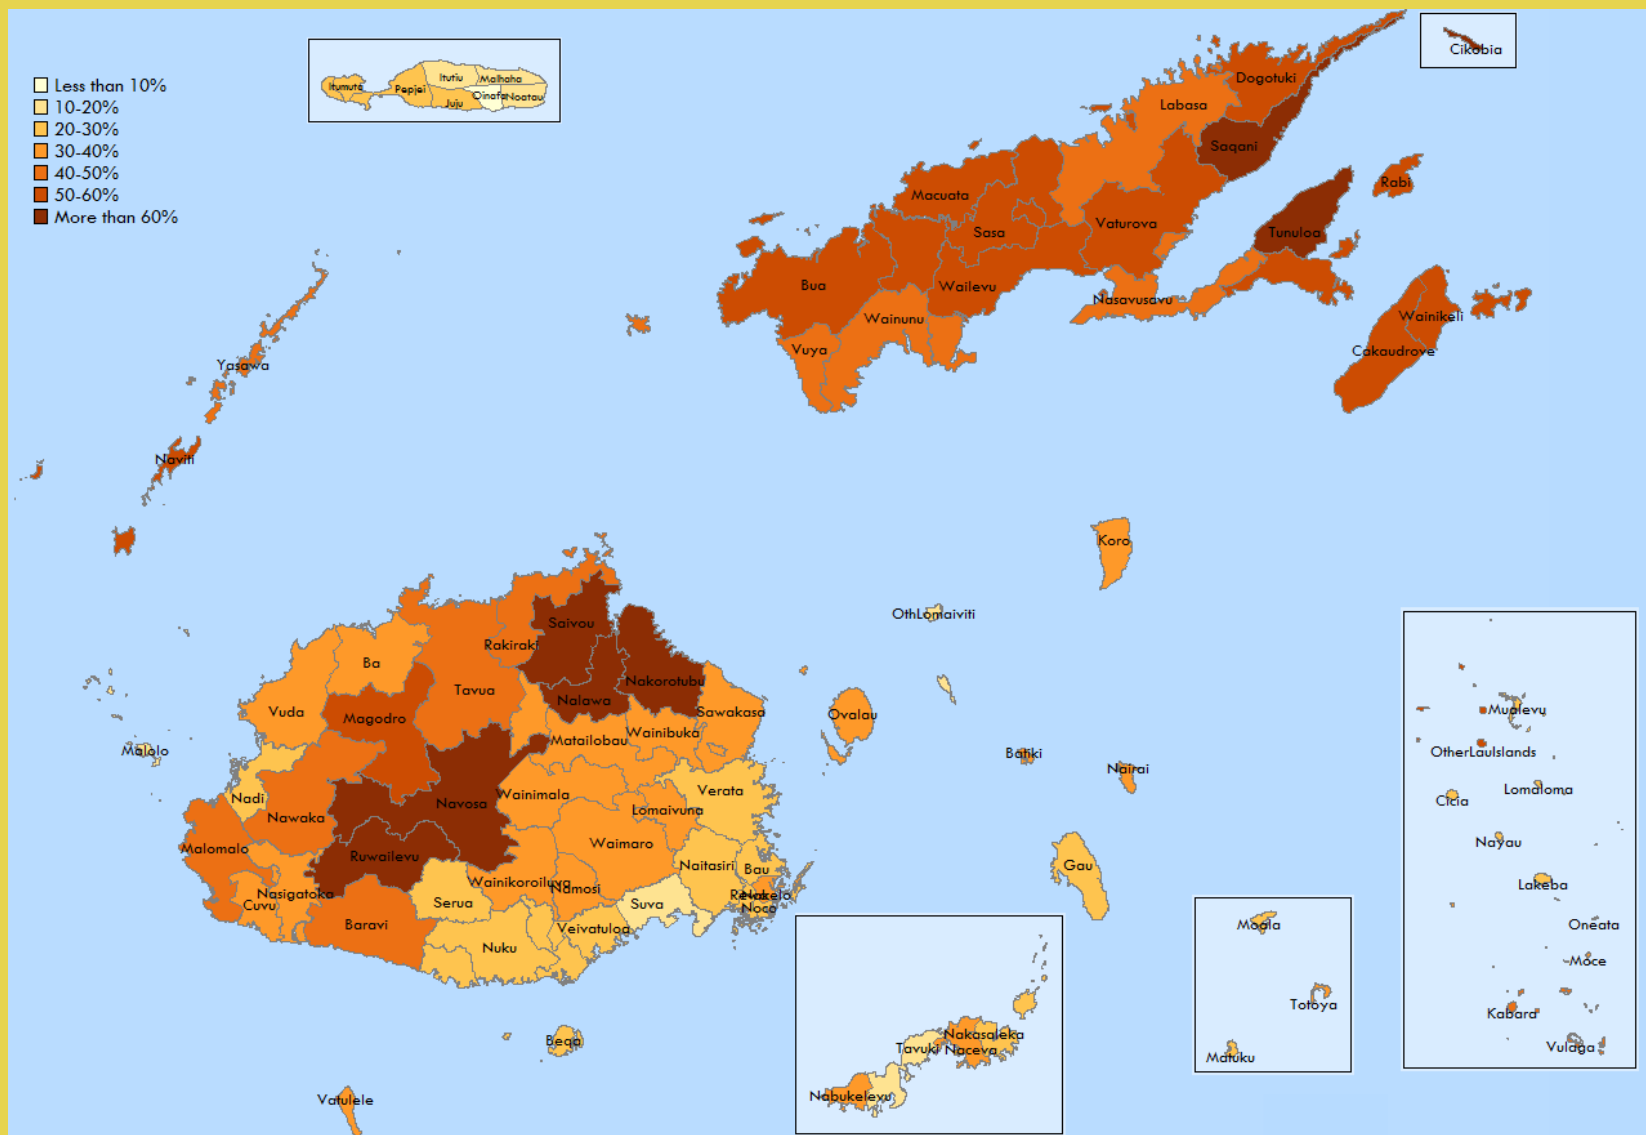 Less than 10%
10-20%
20-30%
30-40%
40-50%
50-60%
More than 60%
Itumuta
Pepjei
Itutiu
Malhaha
Juju
Oinafa
Noatau
Cikobia
Dogotuki
Labasa
Saqani
Rabi
Macuata
Sasa
Vaturova
Tunuloa
Bua
Wailevu
Nasavusavu
Wainunu
Wainikeli
Vuya
Cakaudrove
Yasawa
Naviti
Koro
OthLomaiviti
Saivou
Rakiraki
Ba
Tavua
Nakorotubu
Nalawa
Vuda
Magodro
Sawakasa
Ovalau
Matailobau
Wainibuka
Malolo
Batiki
Nairai
Nadi
Navosa
Wainimala
Verata
Nawaka
Lomaivuna
Malomalo
Ruwailevu
Waimaro
Naitasiri
Bau
Gau
Nasigatoka
Cuvu
Wainikoroiluva
Namosi
Serua
Suva
Noco
Baravi
Veivatuloa
Nuku
Beqa
Vatulele
Nakasaleka
Tavuki
Naceva
Nabukelevu
Moala
Totoya
Matuku
Mualevu
OtherLauIslands
Lomaloma
Cicia
Nayau
Lakeba
Oneata
Moce
Kabara
Vulaga